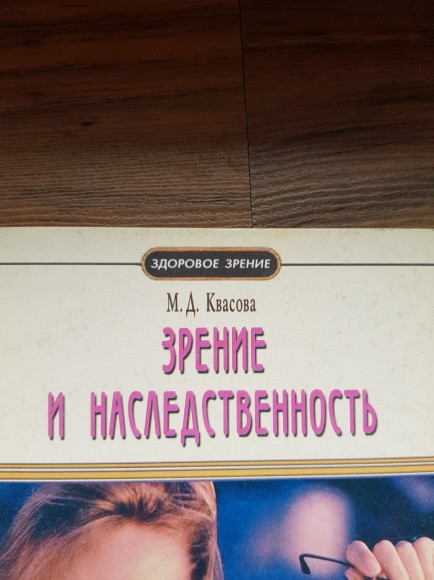 ЗДОРОВОЕ ЗРЕНИЕ
М. Д. Квасова
ЗРЕНИЕ
И НАСЛЕДСТВЕННОСТЬ